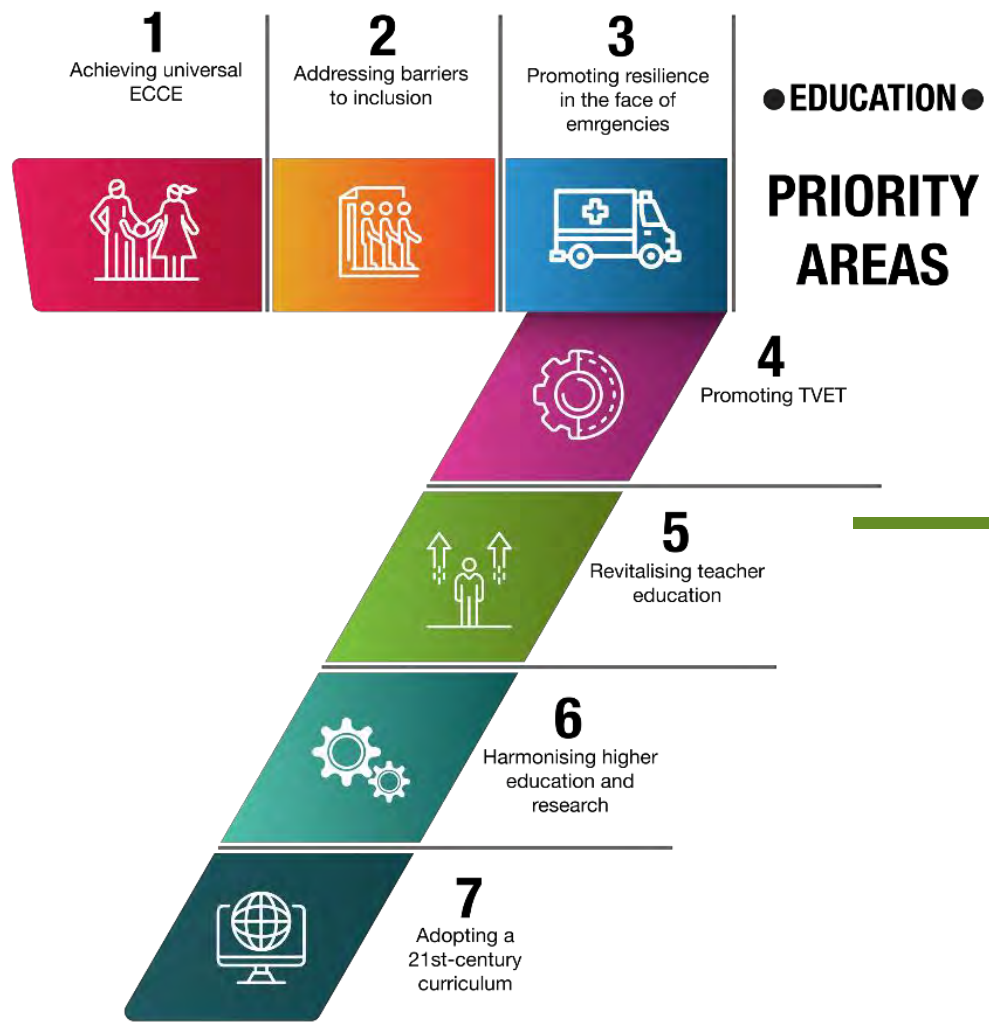 1
Achieving universal
ECCE
2
Addressing barriers
to inclusion
3
Promoting resilience
in the face of
emrgencies
● EDUCATION ●
PRIORITY
AREAS
4
Promoting TVET
5
Revitalising teacher
education
6
Harmonising higher
education and
research
7
Adopting a
21st-century
curriculum